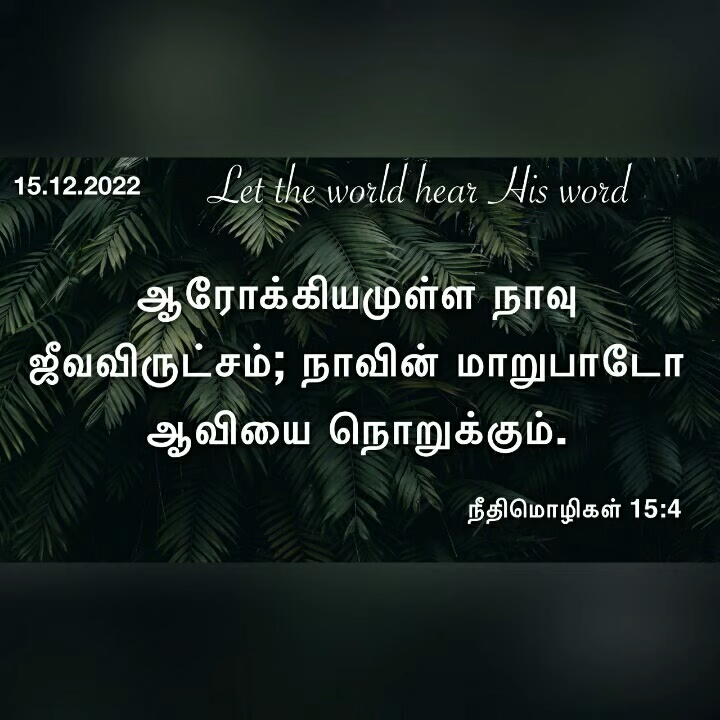 15.12.2022
Let the world hear His word
ஆரோக்கியமுள்ள நாவு
ஜீவவிருட்சம்; நாவின் மாறுபாடோ
ஆவியை நொறுக்கும்.
நீதிமொழிகள் 15:4